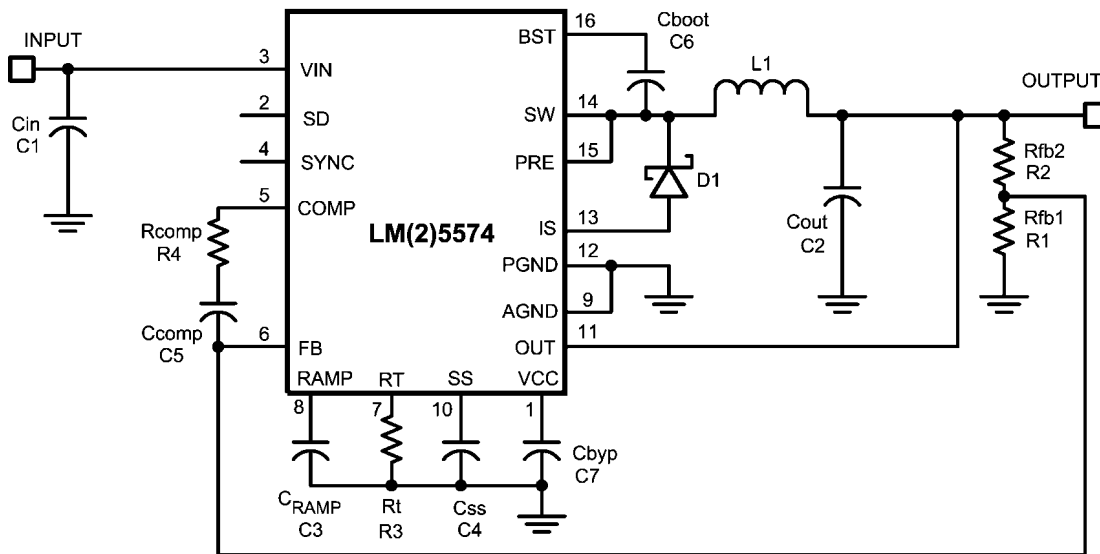 INPUT
Cin
C1
3
VIN
2
SD
4
SYNC
5
COMP
Rcomp
R4
Ccomp
C5
6
FB
LM(2)5574
RAMP
RT
SS
VCC
8
7
10
1
C_RAMP
C3
Rt
R3
Css
C4
Cbyp
C7
16
BST
Cboot
C6
14
SW
15
PRE
13
IS
12
PGND
9
AGND
11
OUT
D1
L1
OUTPUT
Cout
C2
Rfb2
R2
Rfb1
R1